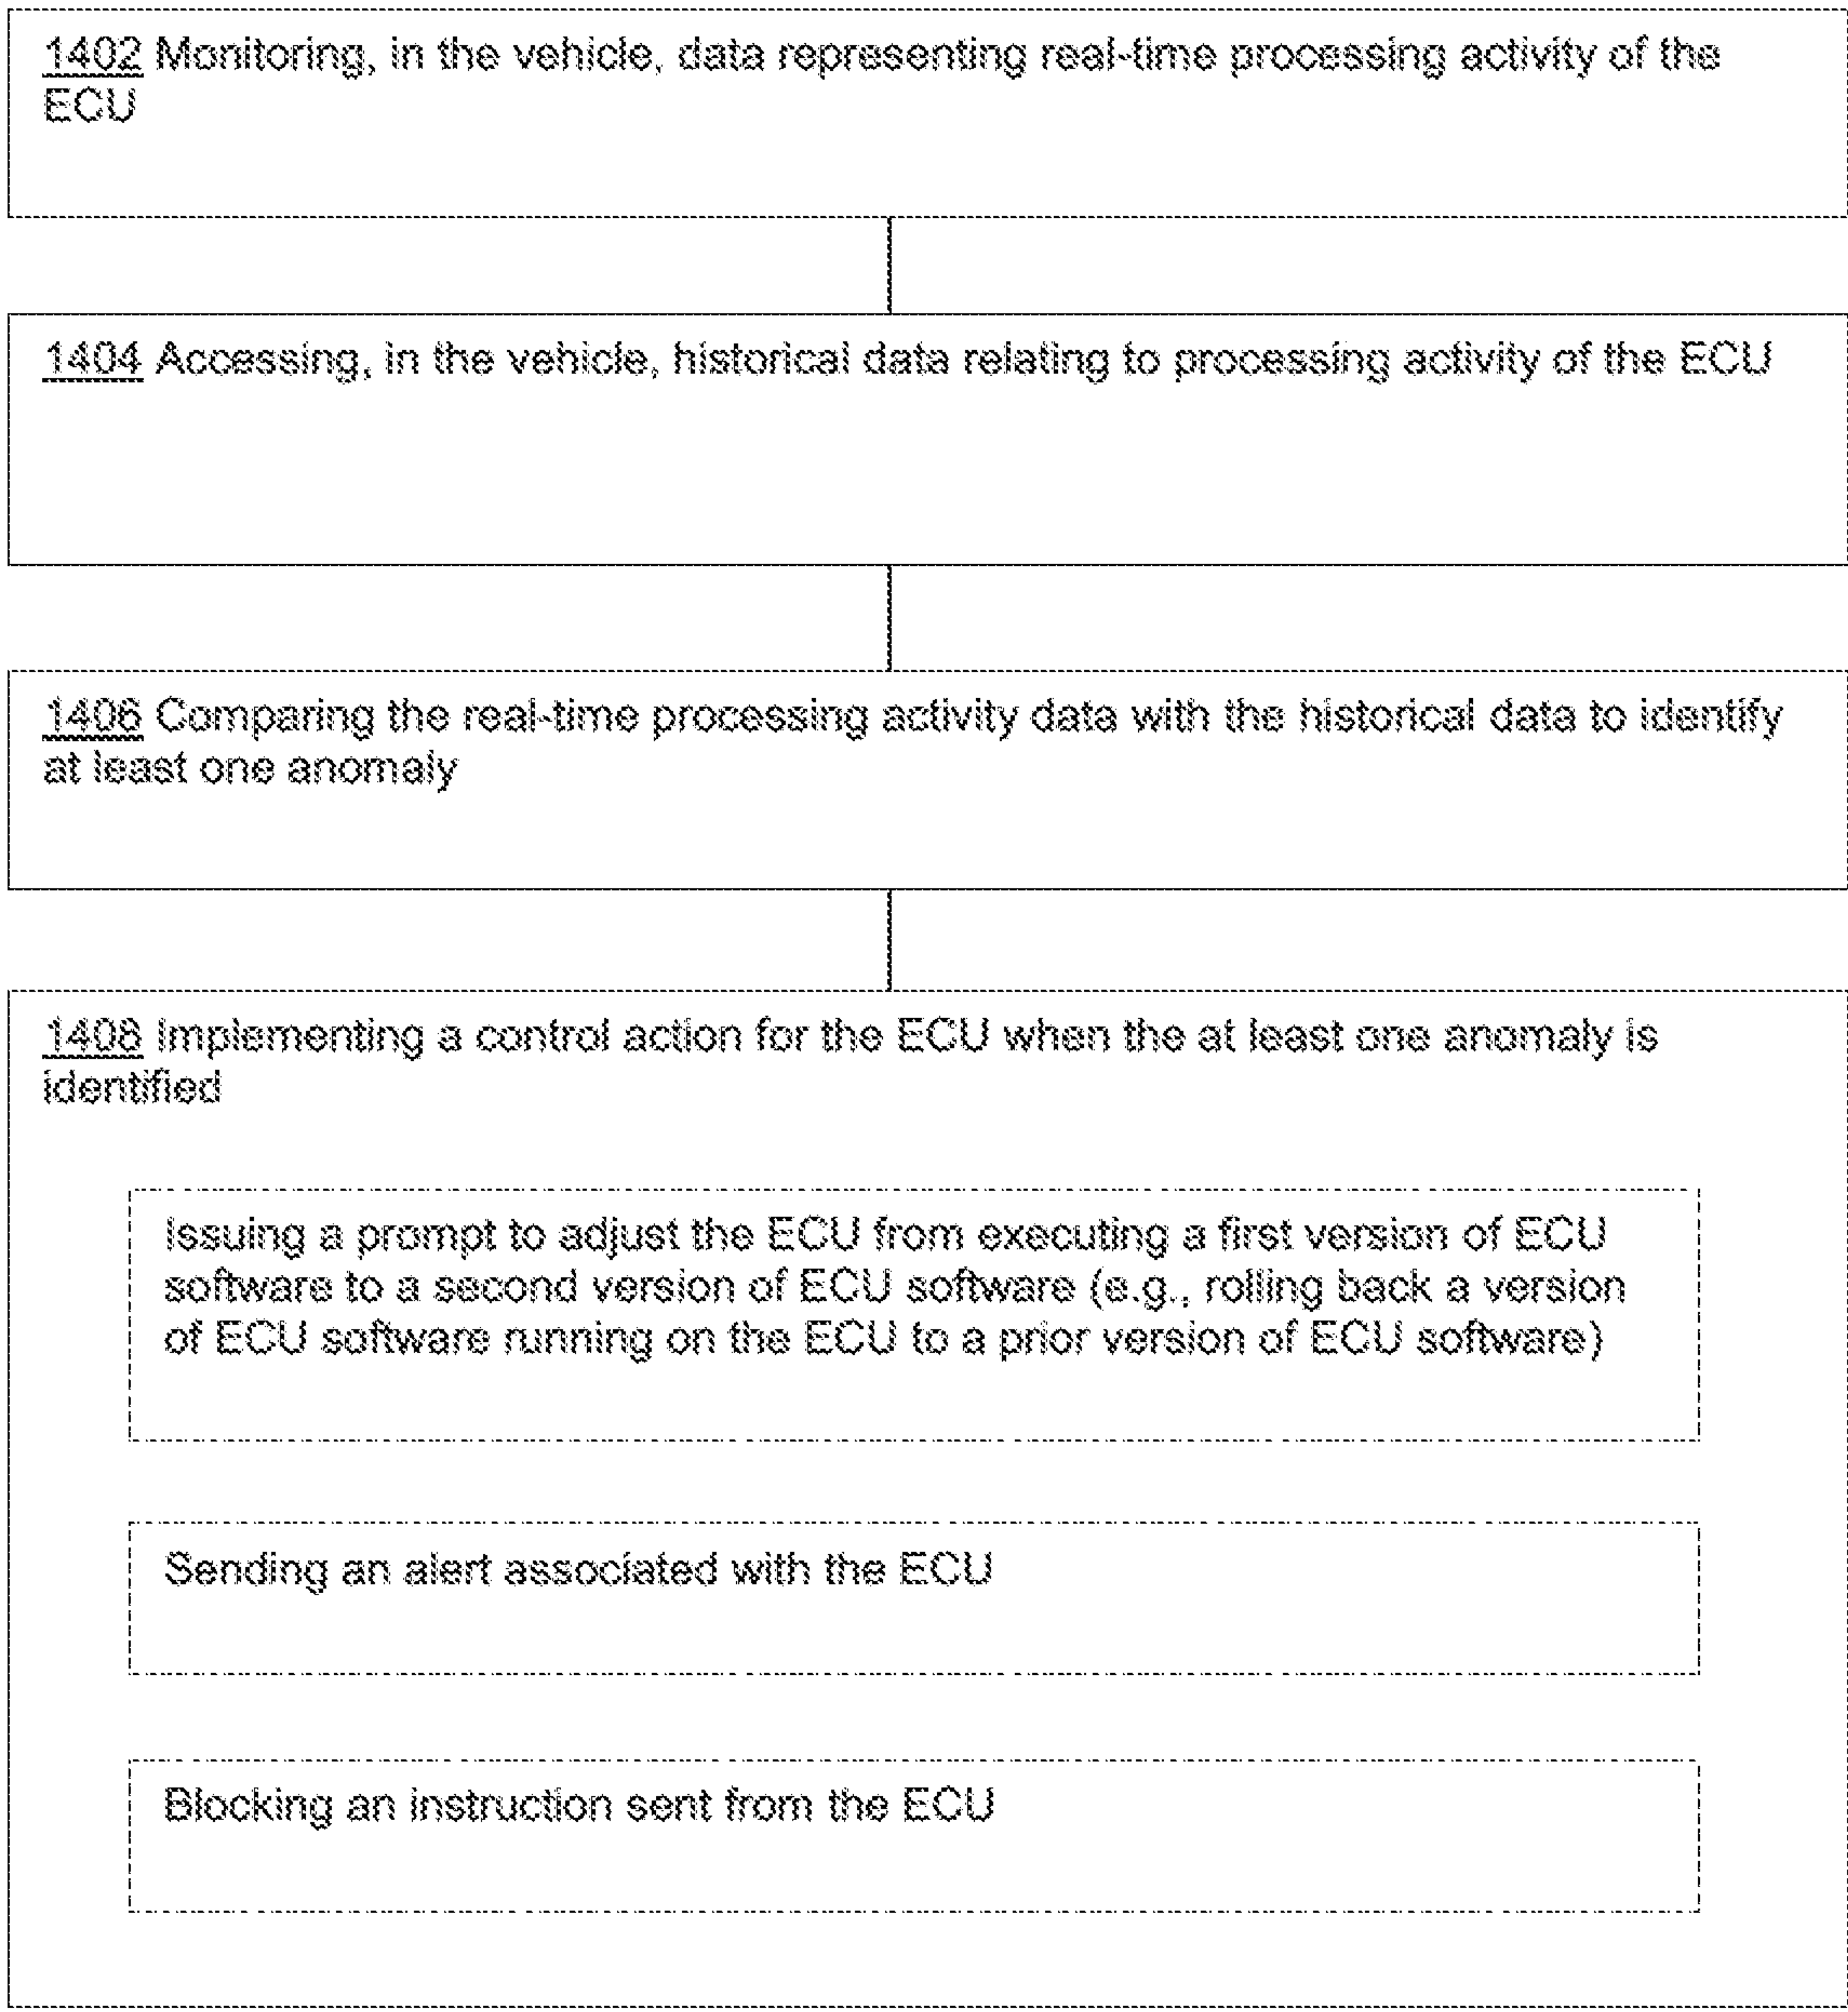 1402 Monitoring, in the vehicle, data representing real-time processing activity of the
ECU
1404 Accessing, in the vehicle, historical data relating to processing activity of the ECU
1406 Comparing the real-time processing activity data with the historical data to identify
at least one anomaly
1408 Implementing a control action for the ECU when the at least one anomaly is
identified
Issuing a prompt to adjust the ECU from executing a first version of ECU
software to a second version of ECU software (e.g., rolling back a version
of ECU software running on the ECU to a prior version of ECU software)
Sending an alert associated with the ECU
Blocking an instruction sent from the ECU